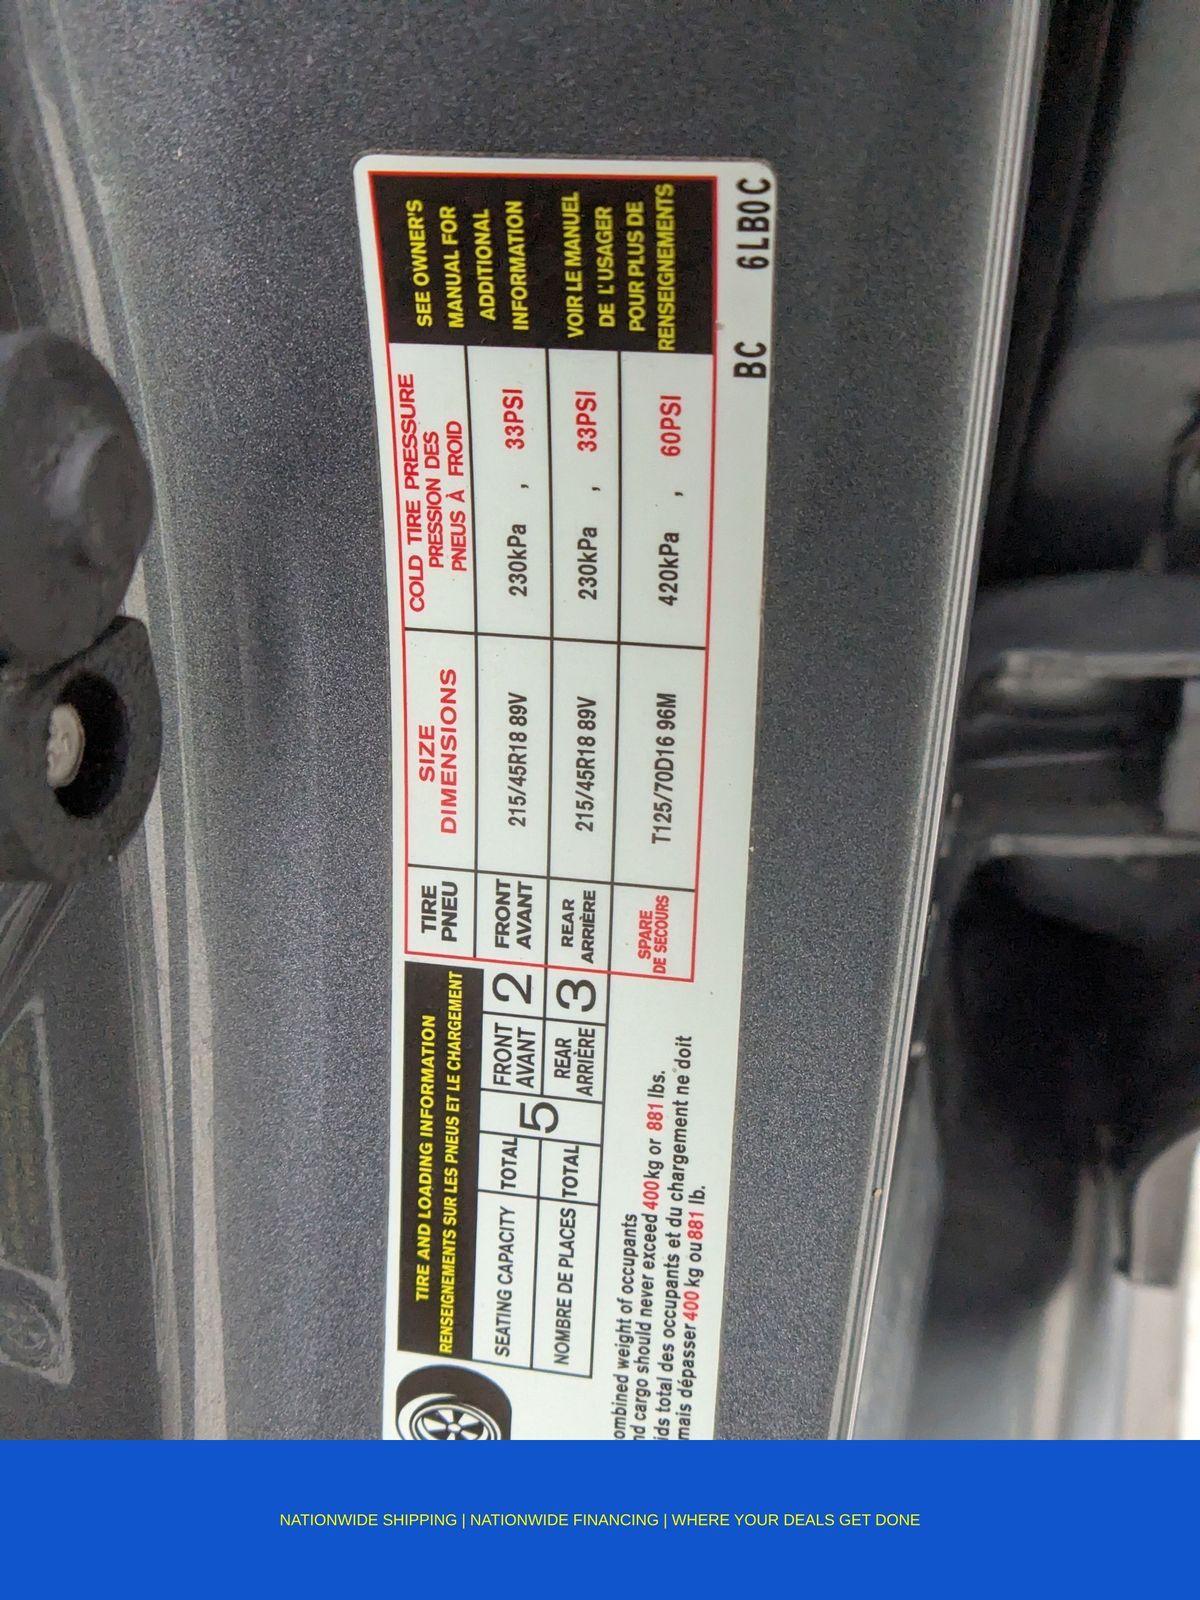 TIRE AND LOADING INFORMATION
RENSEIGNEMENTS SUR LES PNEUS ET LE CHARGEMENT
SEATING CAPACITY TOTAL 5 FRONT AVANT 2
NOMBRE DE PLACES TOTAL REAR ARRIÈRE 3
ombined weight of occupants
nd cargo should never exceed 400kg or 881 lbs.
ids total des occupants et du chargement ne doit
mais dépasser 400 kg ou 881 lb.
TIRE PNEU
SIZE DIMENSIONS
COLD TIRE PRESSURE
PRESSION DES
PNEUS À FROID
FRONT AVANT 215/45R18 89V 230kPa , 33PSI
REAR ARRIÈRE 215/45R18 89V 230kPa , 33PSI
SPARE DE SECOURS T125/70D16 96M 420kPa , 60PSI
SEE OWNER'S
MANUAL FOR
ADDITIONAL
INFORMATION
VOIR LE MANUEL
DE L'USAGER
POUR PLUS DE
RENSEIGNEMENTS
BC 6LB0C
NATIONWIDE SHIPPING | NATIONWIDE FINANCING | WHERE YOUR DEALS GET DONE